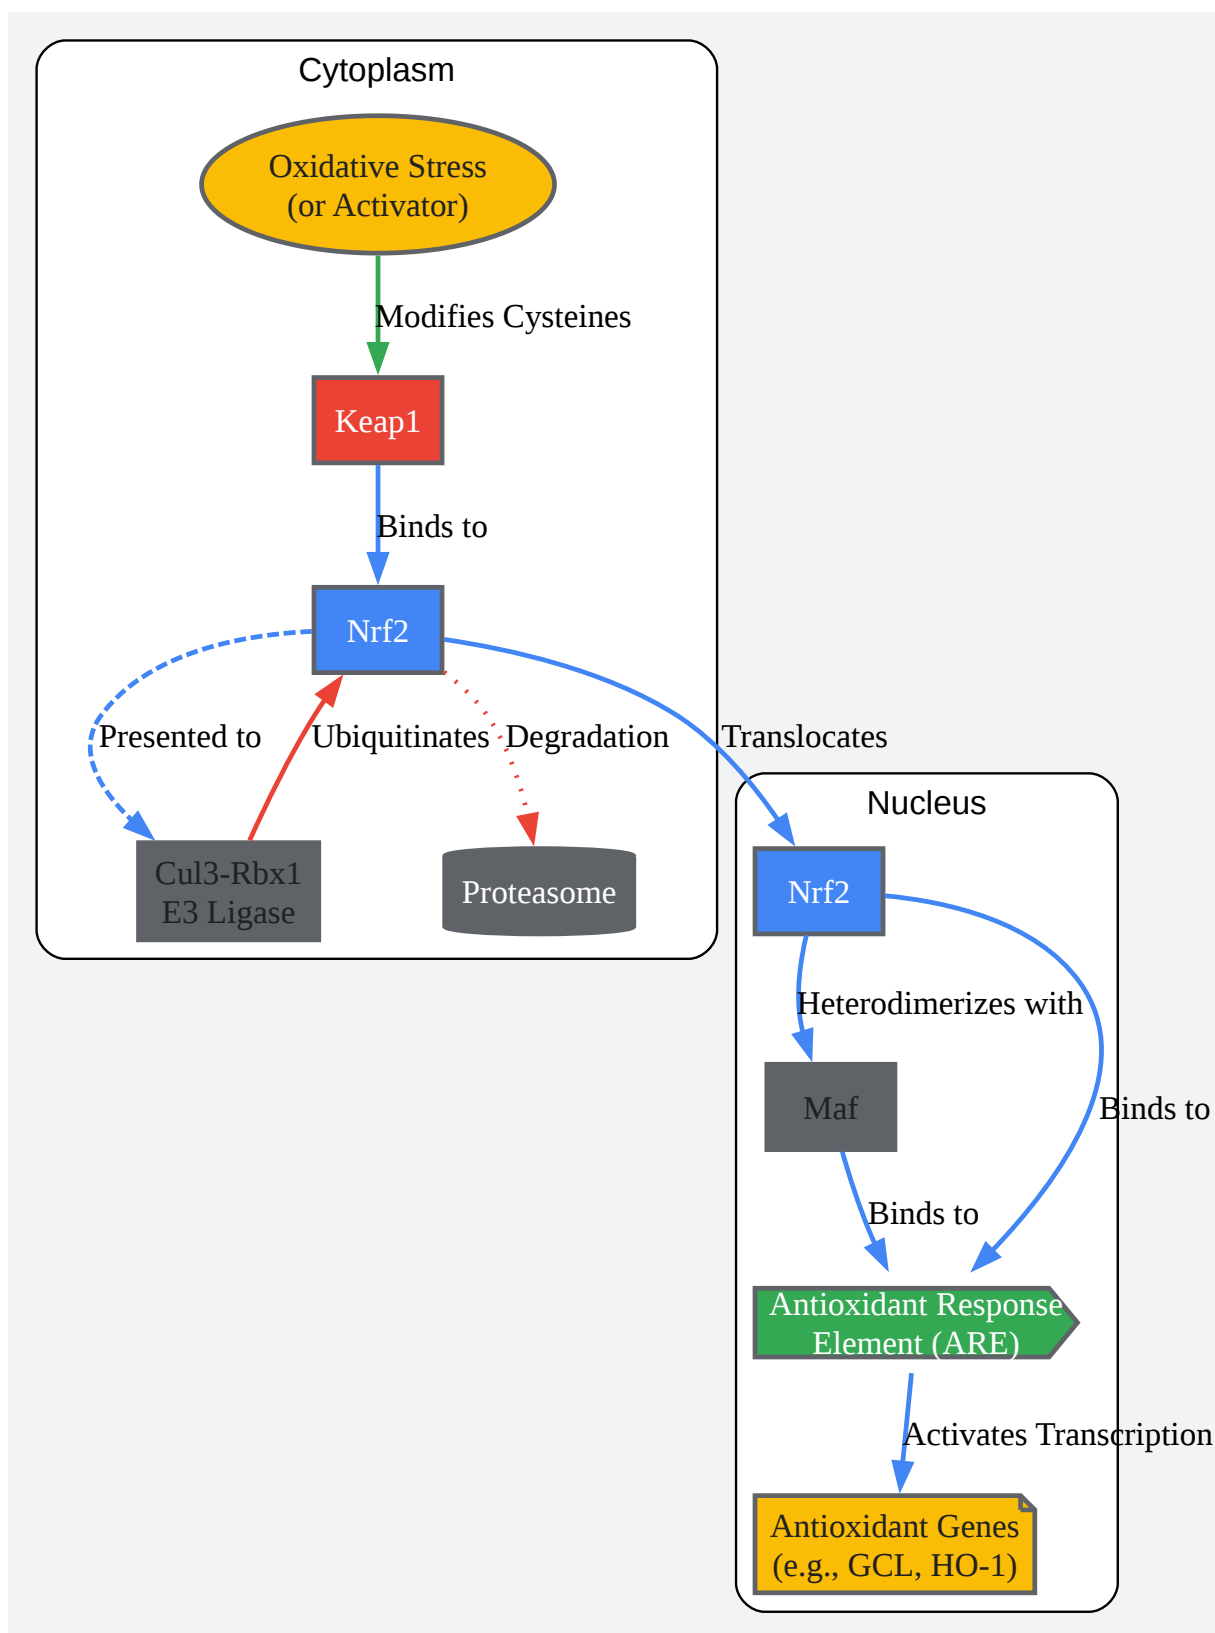 Cytoplasm
Oxidative Stress
(or Activator)
Modifies Cysteines
Keap1
Binds to
Nrf2
Presented to
Ubiquitinates
Degradation
Translocates
Cul3-Rbx1
E3 Ligase
Proteasome
Nucleus
Nrf2
Heterodimerizes with
Maf
Binds to
Binds to
Antioxidant Response
Element (ARE)
Activates Transcription
Antioxidant Genes
(e.g., GCL, HO-1)